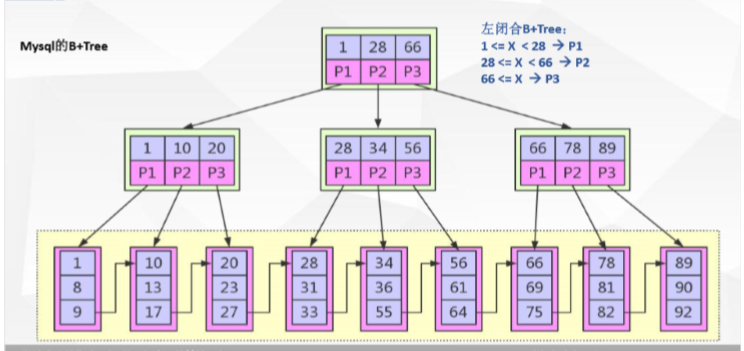 Mysql的B+Tree
左闭合B+Tree:
1 <= X < 28 → P1
28 <= X < 66 → P2
66 <= X → P3
1 28 66
P1 P2 P3
1 10 20
P1 P2 P3
28 34 56
P1 P2 P3
66 78 89
P1 P2 P3
1 10 20 28 34 56 66 78 89
8 13 23 31 36 61 69 81 90
9 17 27 33 55 64 75 82 92